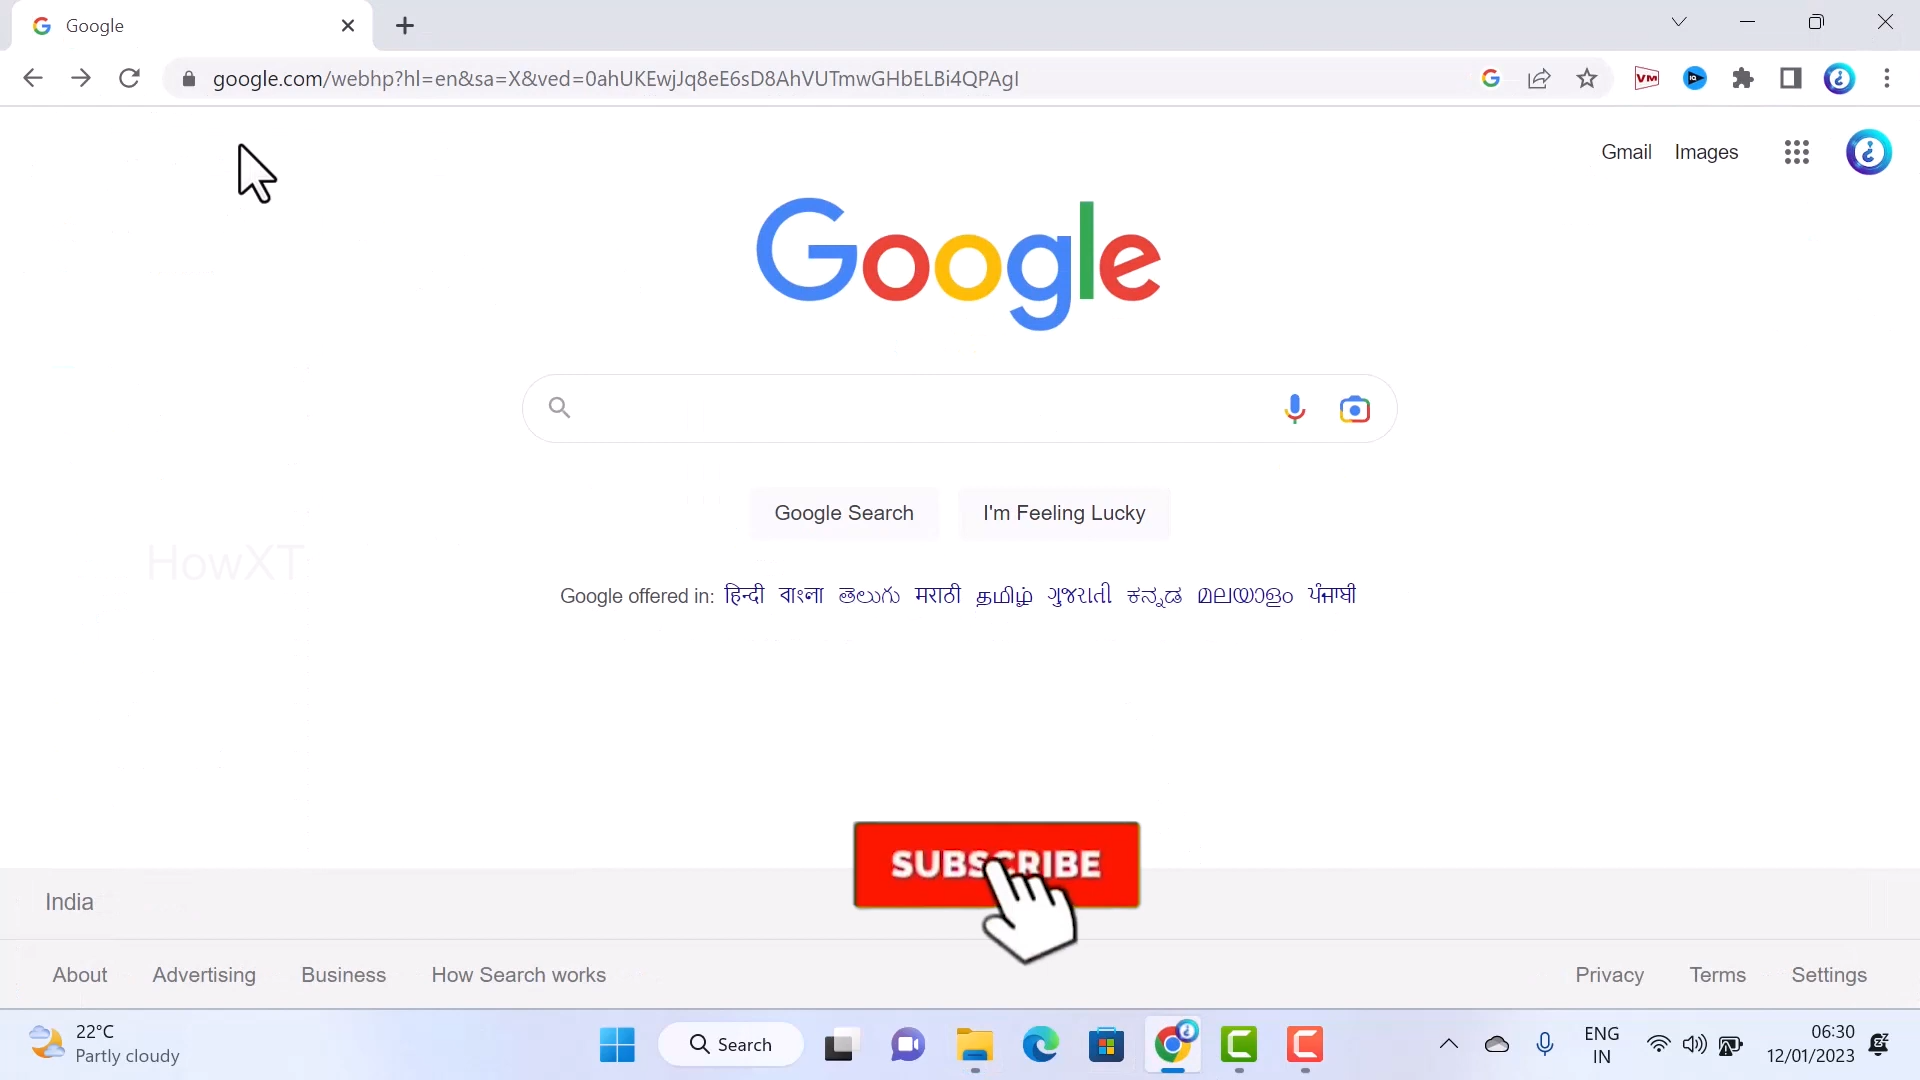 Google
google.com/webhp?hl=en&sa=X&ved=0ahUKEwjJq8eE6sD8AhVUTmwGHbELBi4QPAgI
VM
Gmail Images
Google
Google Search I'm Feeling Lucky
HowXT
Google offered in: हिन्दी বাংলা తెలుగు मराठी தமிழ் ગુજરાતી ಕನ್ನಡ മലയാളം ਪੰਜਾਬੀ
SUBSCRIBE
India
About Advertising Business How Search works Privacy Terms Settings
22°C
Partly cloudy
Search
ENG
IN
06:30
12/01/2023